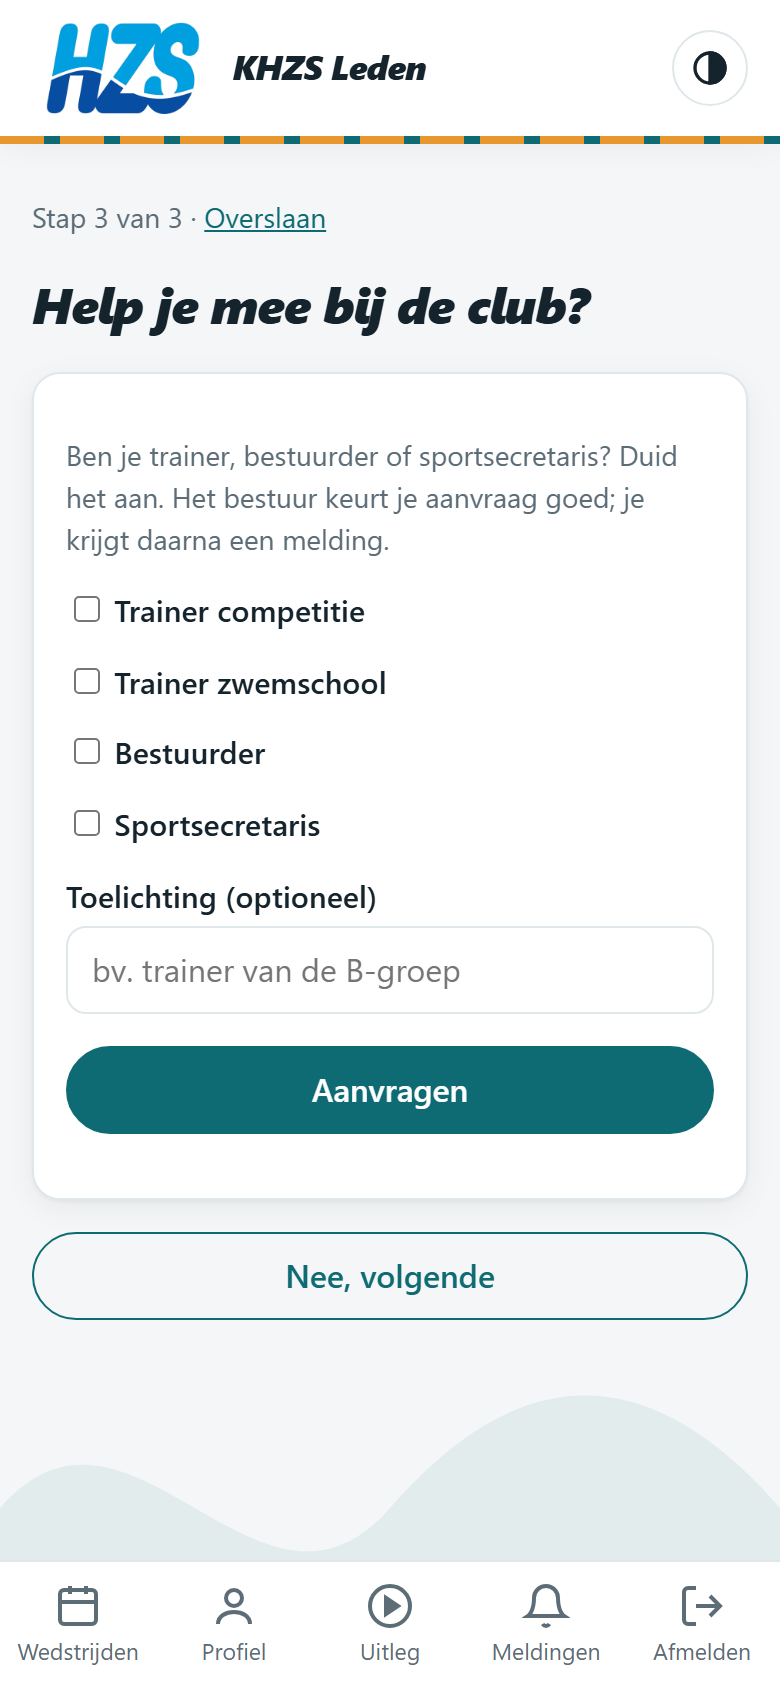 HZS
KHZS Leden
Stap 3 van 3 · Overslaan
Help je mee bij de club?
Ben je trainer, bestuurder of sportsecretaris? Duid
het aan. Het bestuur keurt je aanvraag goed; je
krijgt daarna een melding.
Trainer competitie
Trainer zwemschool
Bestuurder
Sportsecretaris
Toelichting (optioneel)
bv. trainer van de B-groep
Aanvragen
Nee, volgende
Wedstrijden
Profiel
Uitleg
Meldingen
Afmelden